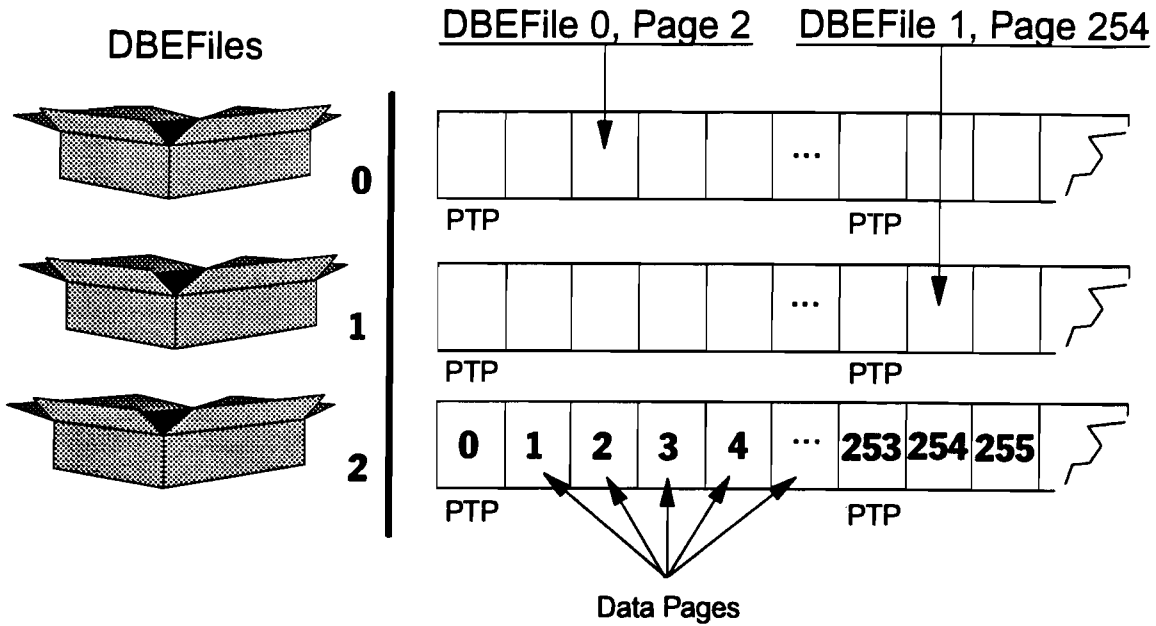 DBEFiles
DBEFile 0, Page 2
DBEFile 1, Page 254
0
...
PTP
PTP
1
...
PTP
PTP
2
0 1 2 3 4 ... 253 254 255
PTP
PTP
Data Pages